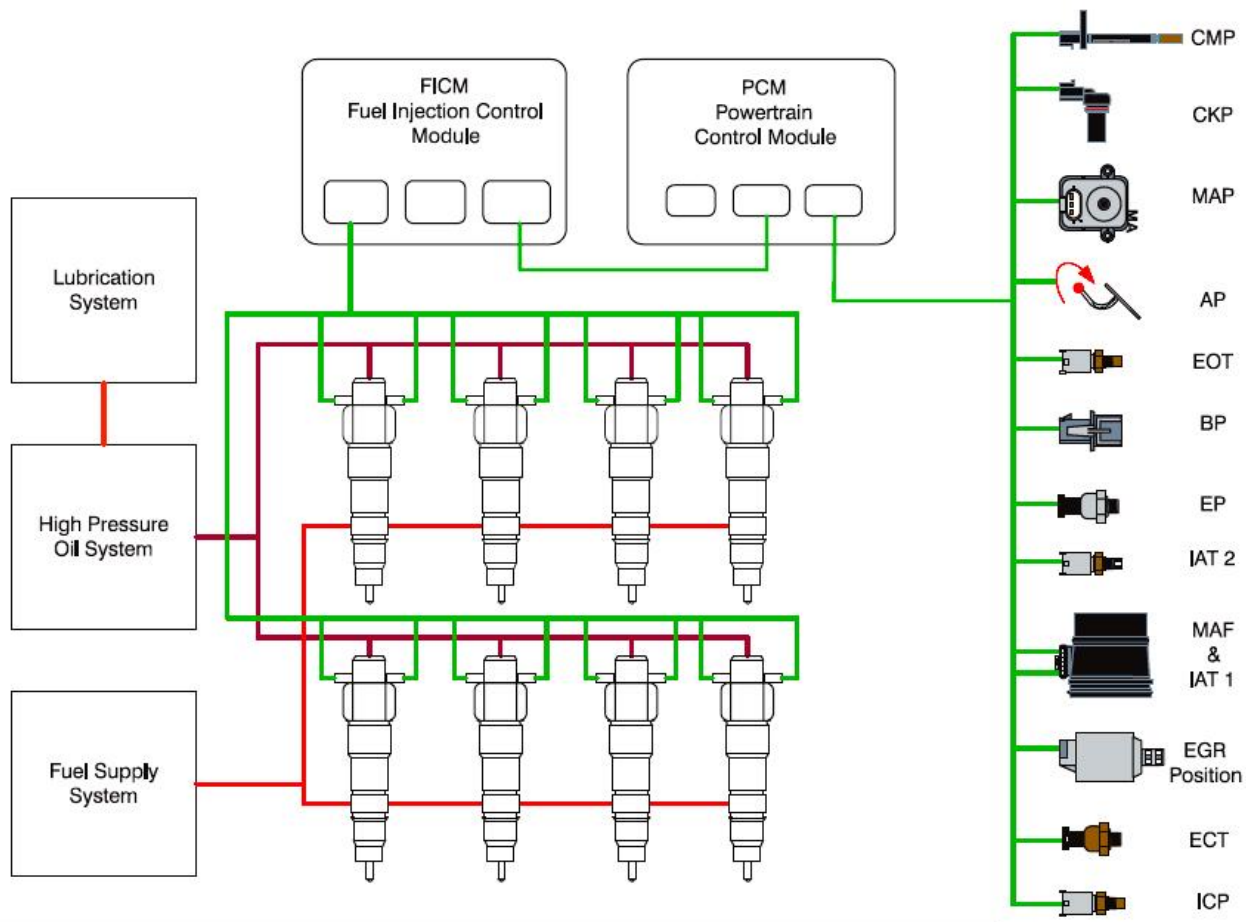 FICM
Fuel Injection Control
Module
PCM
Powertrain
Control Module
Lubrication
System
High Pressure
Oil System
Fuel Supply
System
CMP
CKP
MAP
MA
AP
EOT
BP
EP
IAT 2
MAF
&
IAT 1
EGR
Position
ECT
ICP